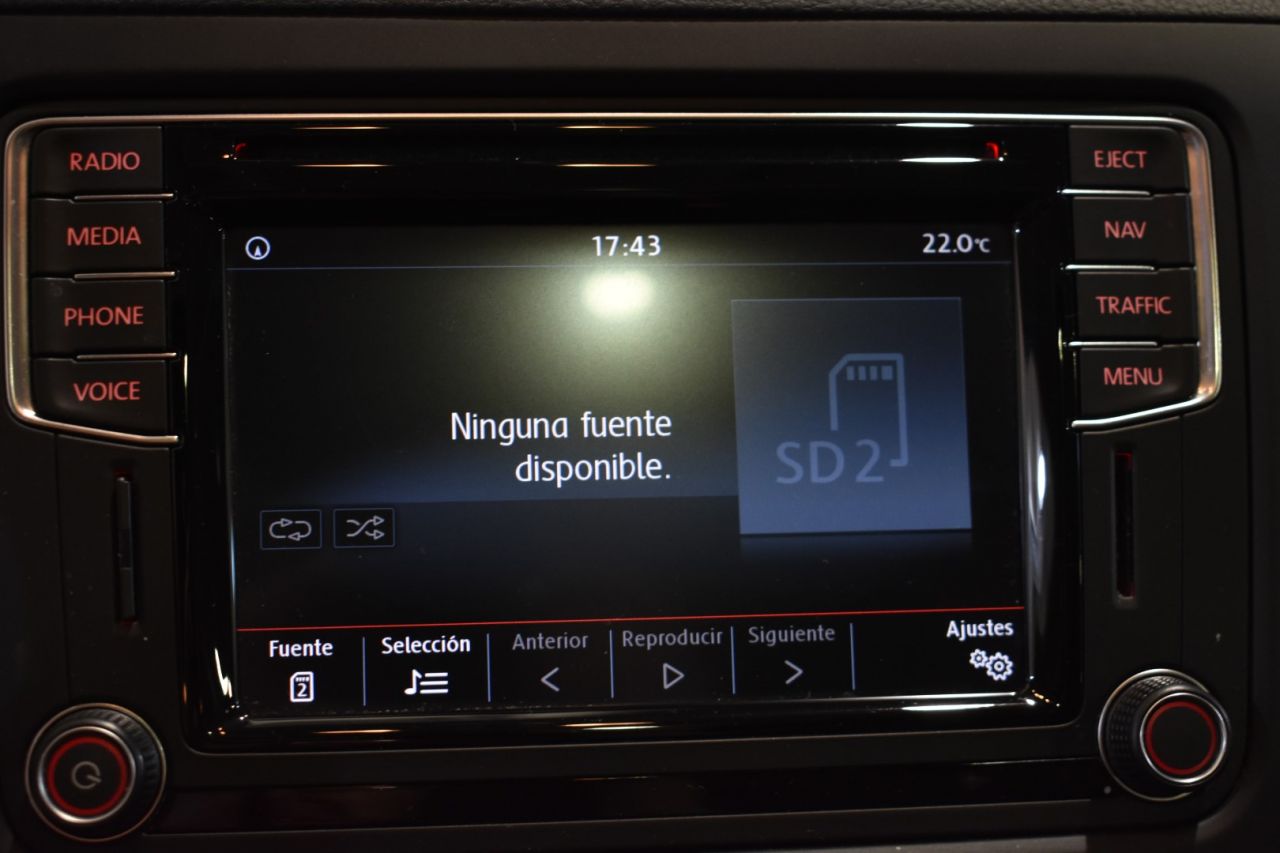 RADIO
MEDIA
PHONE
VOICE
EJECT
NAV
TRAFFIC
MENU
17:43
22.0°C
Ninguna fuente
disponible.
SD2
Fuente
2
Selección
Anterior
Reproducir
Siguiente
Ajustes